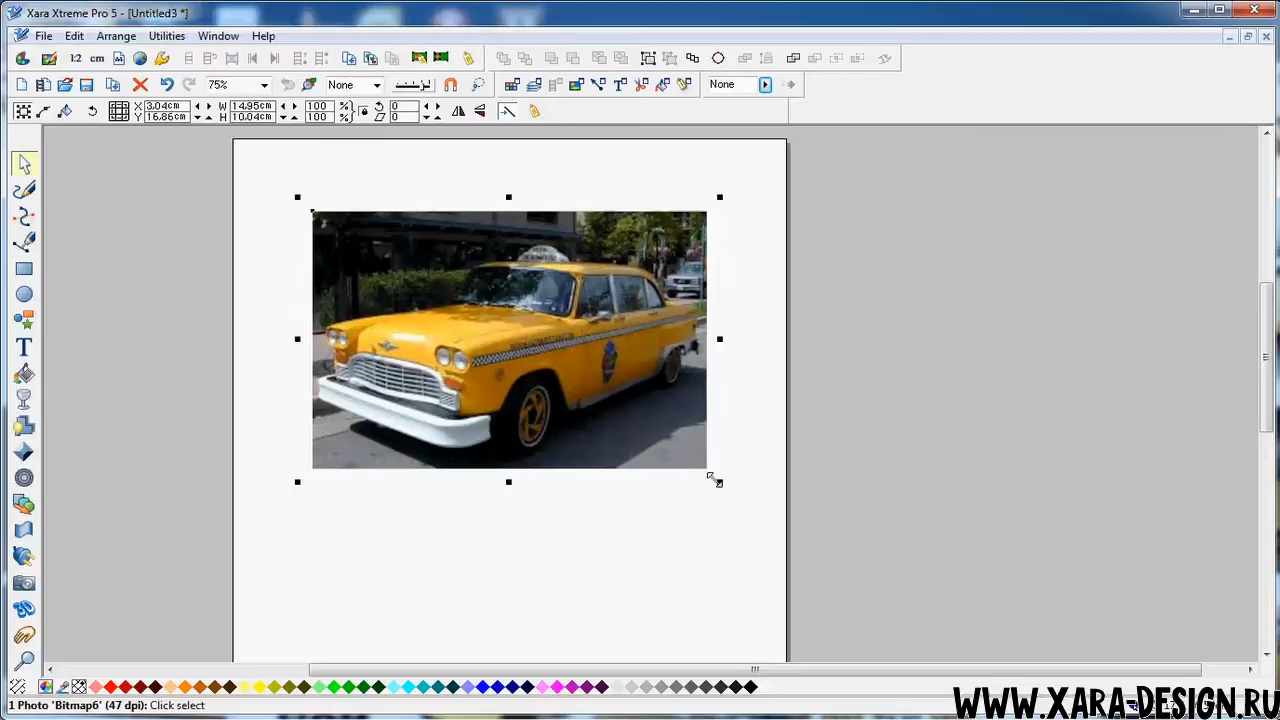 Xara Xtreme Pro 5 - [Untitled3 *]
File Edit Arrange Utilities Window Help
1:2 cm
75% None None
X 3.04cm W 14.95cm 100 % 0
Y 16.86cm H 10.04cm 100 % 0
1 Photo 'Bitmap6' (47 dpi): Click select
WWW.XARA-DESIGN.RU